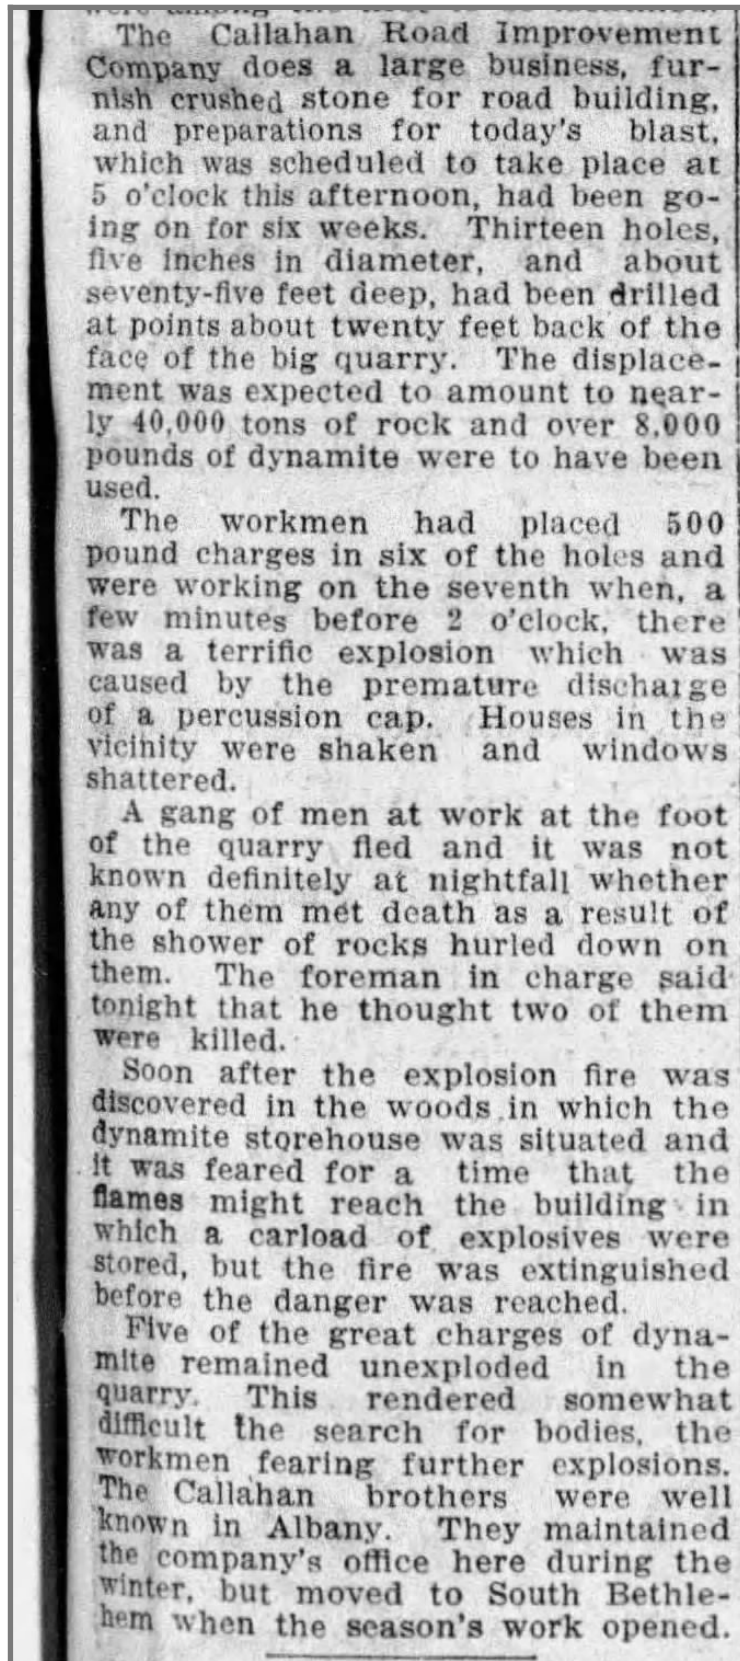 The Callahan Road Improvement
Company does a large business, fur-
nish crushed stone for road building,
and preparations for today's blast,
which was scheduled to take place at
5 o'clock this afternoon, had been go-
ing on for six weeks. Thirteen holes,
five inches in diameter, and about
seventy-five feet deep, had been drilled
at points about twenty feet back of the
face of the big quarry. The displace-
ment was expected to amount to near-
ly 40,000 tons of rock and over 8,000
pounds of dynamite were to have been
used.
The workmen had placed 500
pound charges in six of the holes and
were working on the seventh when, a
few minutes before 2 o'clock, there
was a terrific explosion which was
caused by the premature discharge
of a percussion cap. Houses in the
vicinity were shaken and windows
shattered.
A gang of men at work at the foot
of the quarry fled and it was not
known definitely at nightfall whether
any of them met death as a result of
the shower of rocks hurled down on
them. The foreman in charge said
tonight that he thought two of them
were killed.
Soon after the explosion fire was
discovered in the woods in which the
dynamite storehouse was situated and
it was feared for a time that the
flames might reach the building in
which a carload of explosives were
stored, but the fire was extinguished
before the danger was reached.
Five of the great charges of dyna-
mite remained unexploded in the
quarry. This rendered somewhat
difficult the search for bodies, the
workmen fearing further explosions.
The Callahan brothers were well
known in Albany. They maintained
the company's office here during the
winter, but moved to South Bethle-
hem when the season's work opened.